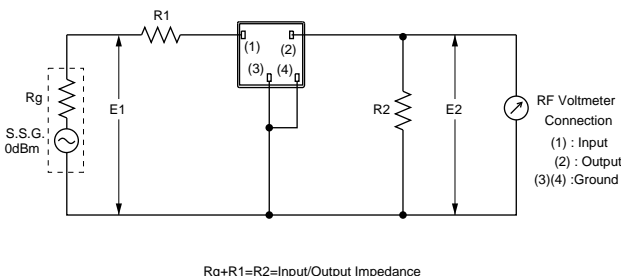 R1
(1)
(2)
(3)
(4)
Rg
E1
R2
E2
S.S.G.
0dBm
RF Voltmeter
Connection
(1) : Input
(2) : Output
(3)(4) :Ground
Rg+R1=R2=Input/Output Impedance